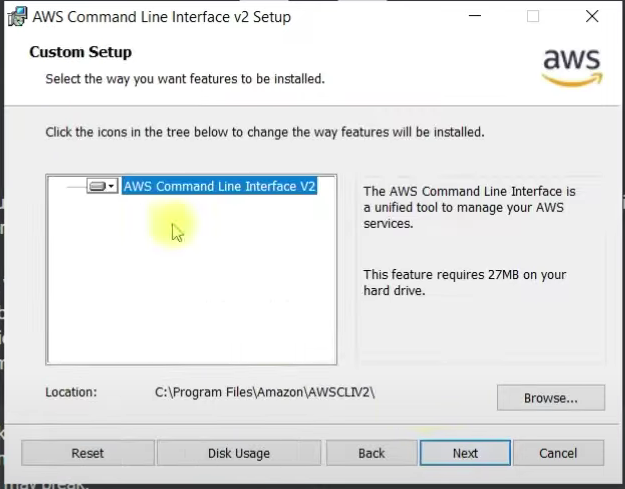 AWS Command Line Interface v2 Setup
Custom Setup
Select the way you want features to be installed.
aws
Click the icons in the tree below to change the way features will be installed.
AWS Command Line Interface V2
The AWS Command Line Interface is
a unified tool to manage your AWS
services.
This feature requires 27MB on your
hard drive.
Location:
C:\Program Files\Amazon\AWSCLIV2\
Browse...
Reset
Disk Usage
Back
Next
Cancel
may break.